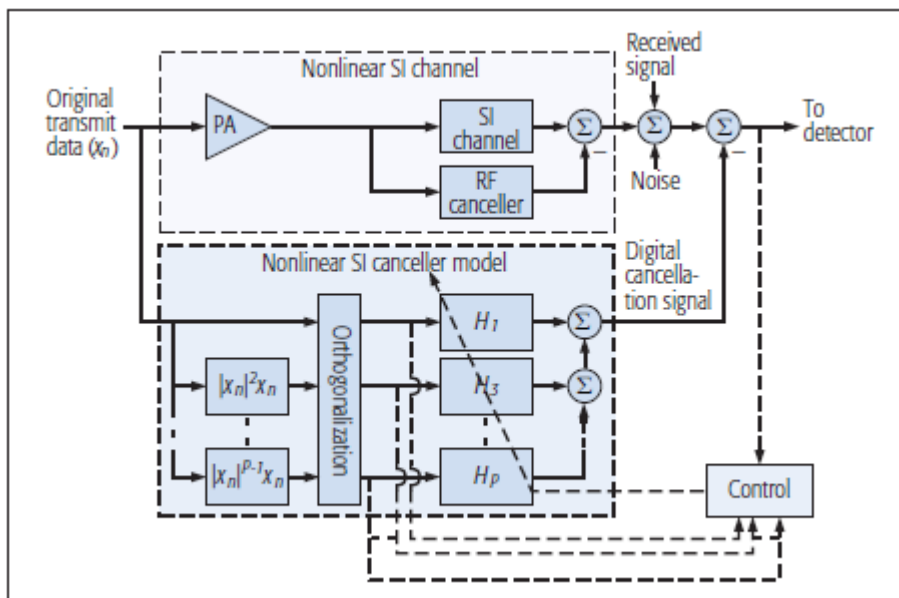 Nonlinear SI channel
Received
signal
Original
transmit
data (xₙ)
PA
SI
channel
Σ
Σ
Σ
To
detector
–
–
RF
canceller
Noise
Nonlinear SI canceller model
Digital
cancella-
tion signal
Orthogonalization
H₁
Σ
|xₙ|²xₙ
H₃
Σ
|xₙ|ᵖ⁻¹xₙ
Hₚ
Control